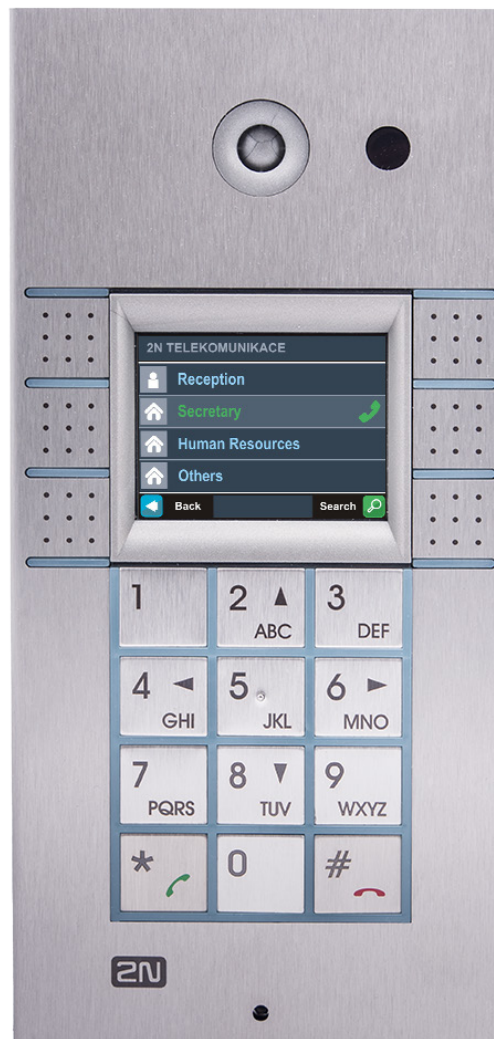 2N TELEKOMUNIKACE
Reception
Secretary
Human Resources
Others
Back Search
1 2 3
ABC DEF
4 5 6
GHI JKL MNO
7 8 9
PQRS TUV WXYZ
* 0 #
2N